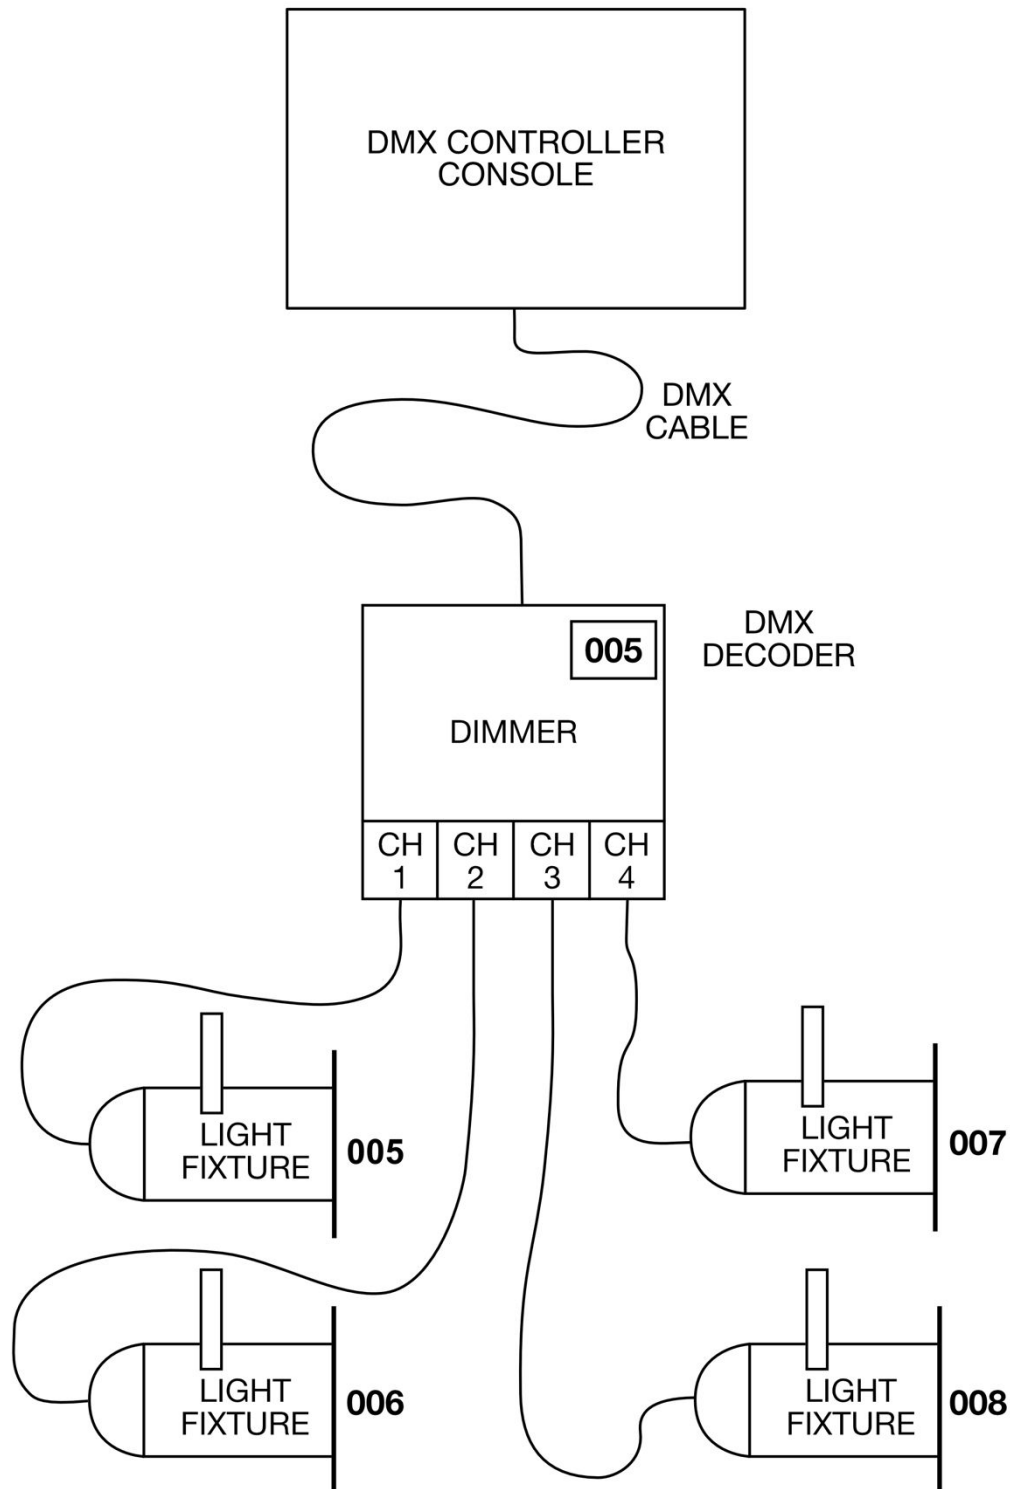 DMX CONTROLLER
CONSOLE
DMX
CABLE
005
DMX
DECODER
DIMMER
CH
1
CH
2
CH
3
CH
4
LIGHT
FIXTURE
005
LIGHT
FIXTURE
007
LIGHT
FIXTURE
006
LIGHT
FIXTURE
008